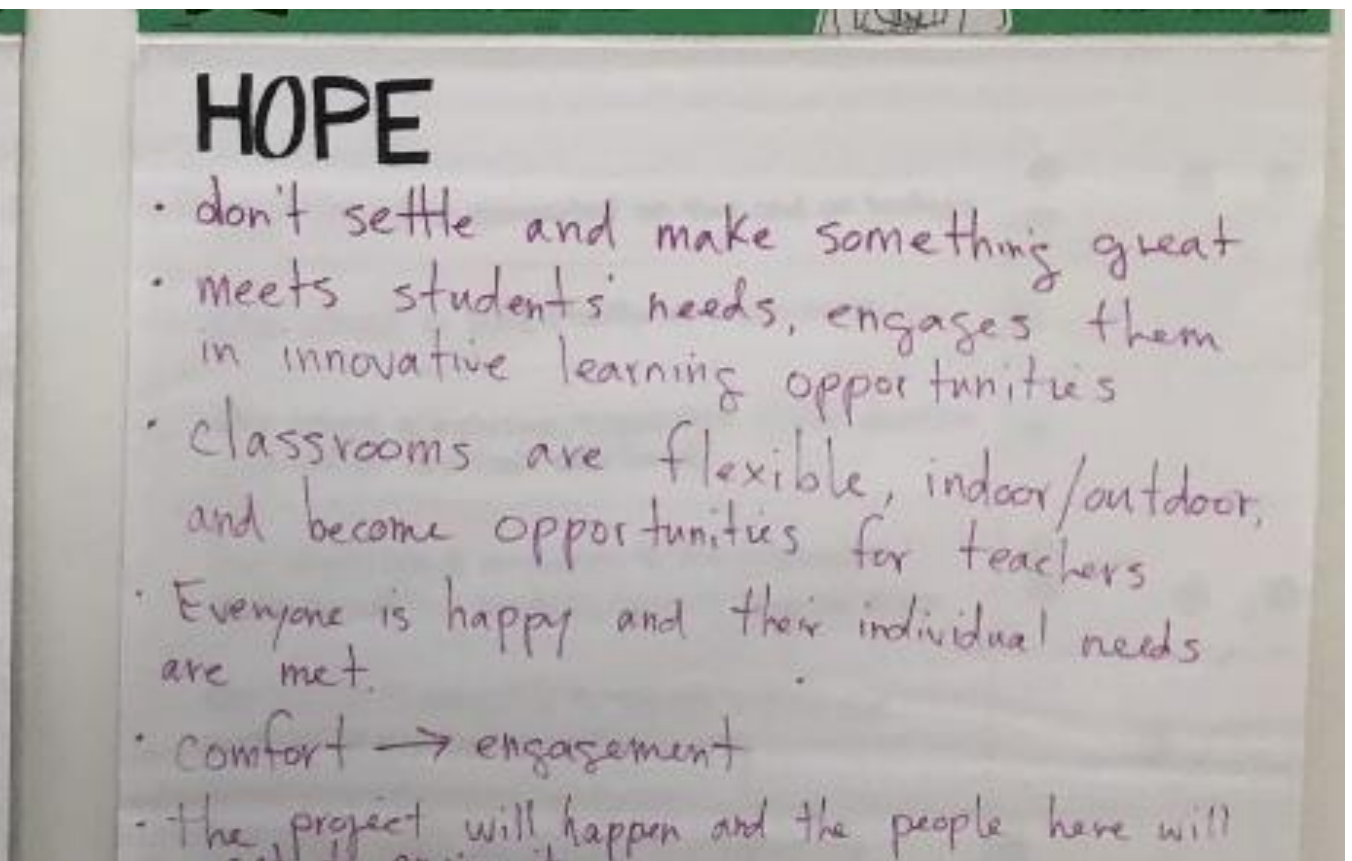 HOPE
· don't settle and make something great
· meets students' needs, engages them
in innovative learning opportunities
· classrooms are flexible, indoor/outdoor,
and become opportunities for teachers
· Everyone is happy and their individual needs
are met.
· comfort → engagement
- the project will happen and the people here will